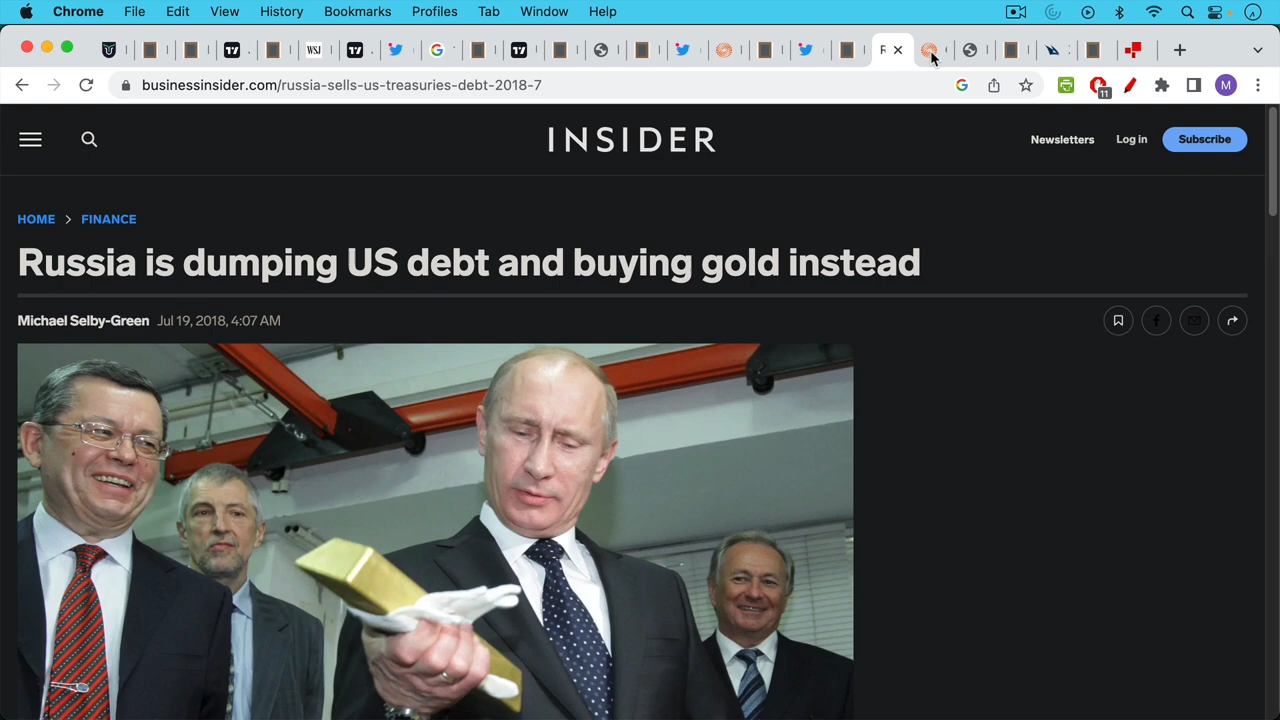 Chrome File Edit View History Bookmarks Profiles Tab Window Help
WSJ
businessinsider.com/russia-sells-us-treasuries-debt-2018-7
11
M
INSIDER
Newsletters Log in Subscribe
HOME > FINANCE
Russia is dumping US debt and buying gold instead
Michael Selby-Green Jul 19, 2018, 4:07 AM